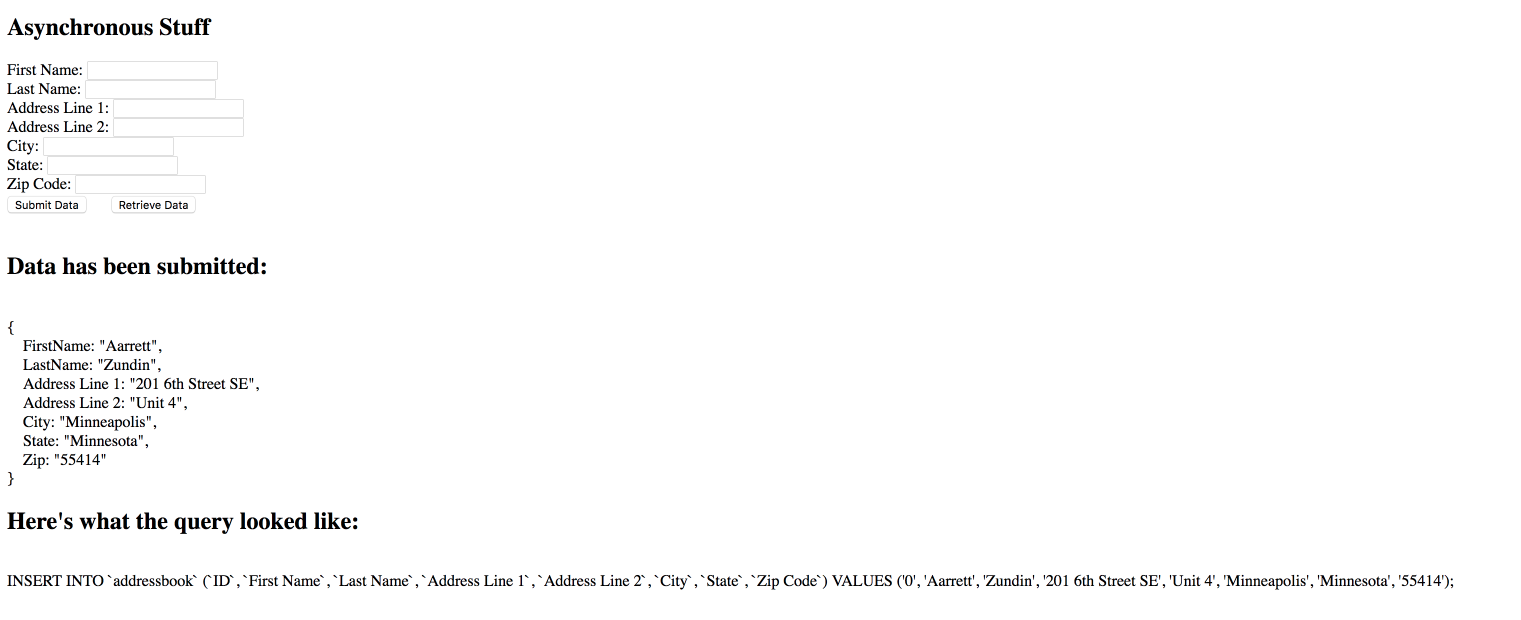 Asynchronous Stuff
First Name:
Last Name:
Address Line 1:
Address Line 2:
City:
State:
Zip Code:
Submit Data Retrieve Data
Data has been submitted:
{
FirstName: "Aarrett",
LastName: "Zundin",
Address Line 1: "201 6th Street SE",
Address Line 2: "Unit 4",
City: "Minneapolis",
State: "Minnesota",
Zip: "55414"
}
Here's what the query looked like:
INSERT INTO `addressbook` (`ID`,`First Name`,`Last Name`,`Address Line 1`,`Address Line 2`,`City`,`State`,`Zip Code`) VALUES ('0', 'Aarrett', 'Zundin', '201 6th Street SE', 'Unit 4', 'Minneapolis', 'Minnesota', '55414');